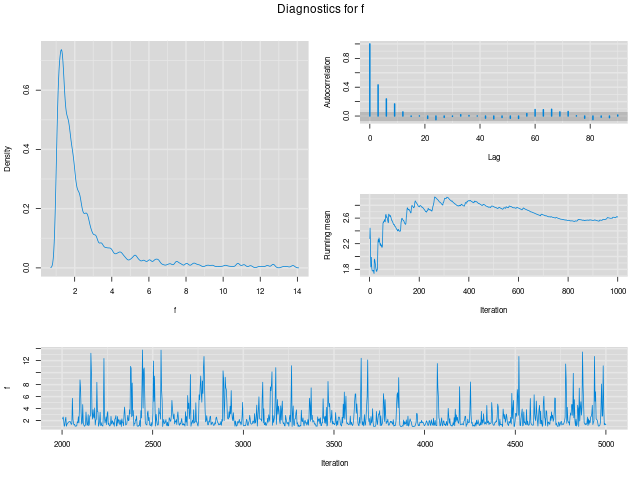 Diagnostics for f
Density
0.0 0.2 0.4 0.6
2 4 6 8 10 12 14
f
Autocorrelation
0.0 0.4 0.8
0 20 40 60 80
Lag
Running mean
1.8 2.2 2.6
0 200 400 600 800 1000
Iteration
f
2 4 6 8 12
2000 2500 3000 3500 4000 4500 5000
Iteration